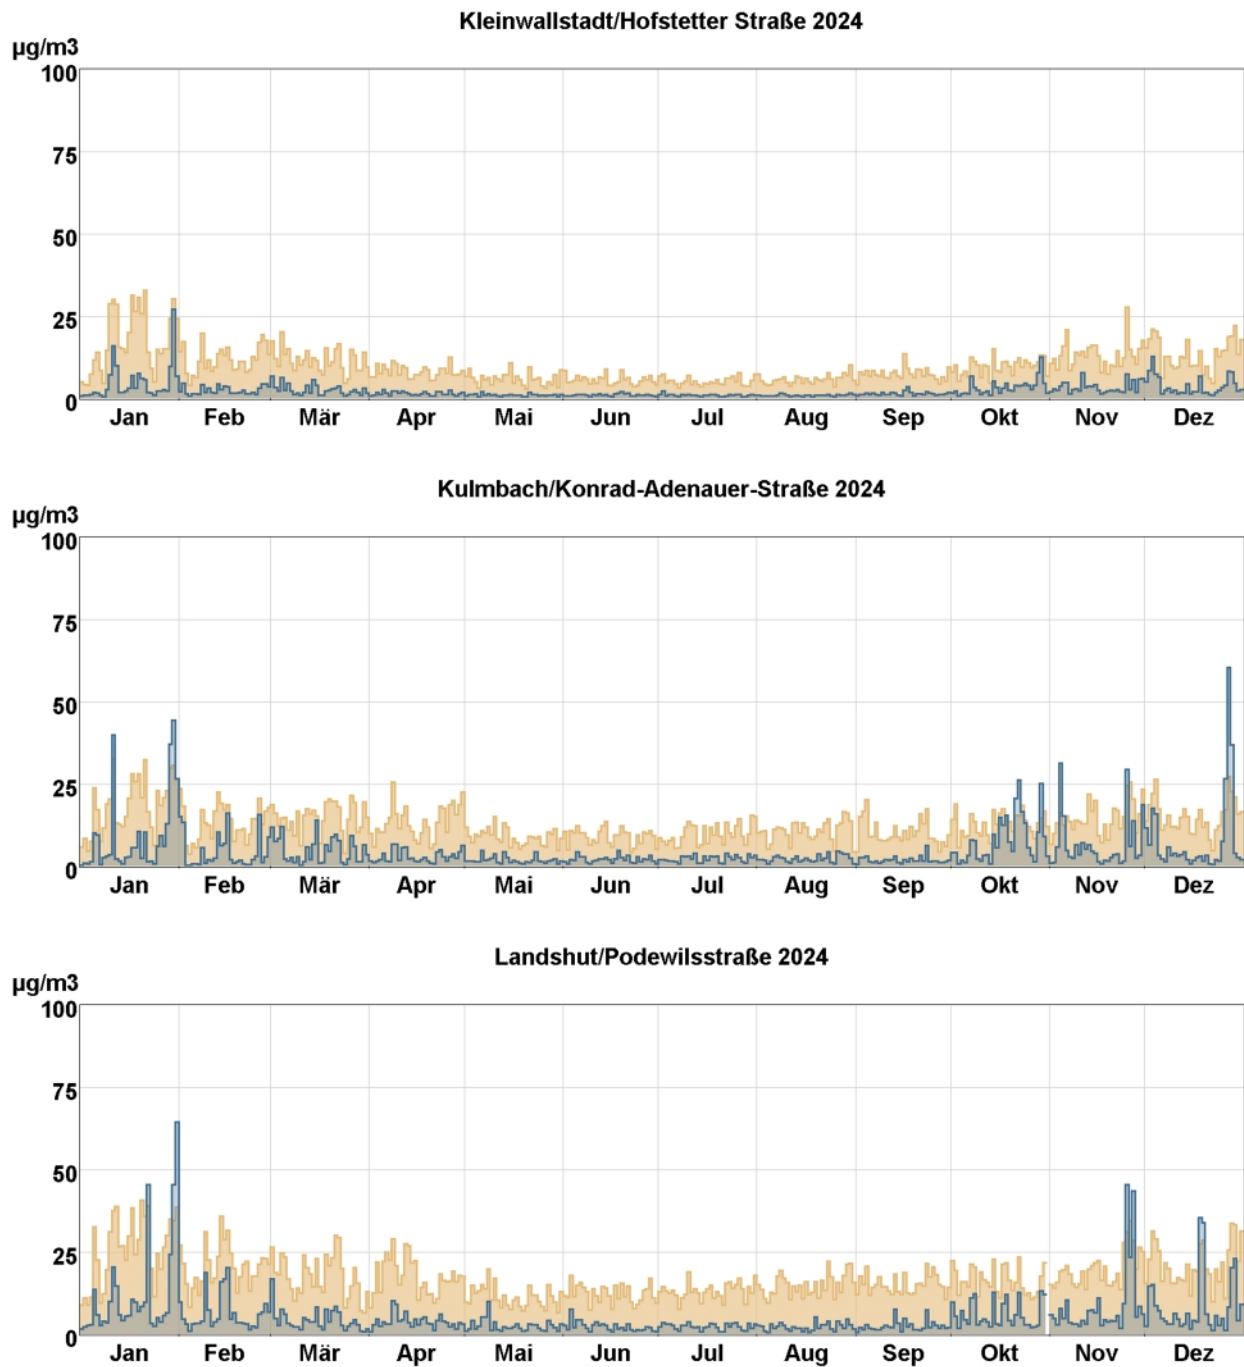 Kleinwallstadt/Hofstetter Straße 2024
µg/m3
100
75
50
25
0
Jan Feb Mär Apr Mai Jun Jul Aug Sep Okt Nov Dez
Kulmbach/Konrad-Adenauer-Straße 2024
µg/m3
100
75
50
25
0
Jan Feb Mär Apr Mai Jun Jul Aug Sep Okt Nov Dez
Landshut/Podewilsstraße 2024
µg/m3
100
75
50
25
0
Jan Feb Mär Apr Mai Jun Jul Aug Sep Okt Nov Dez